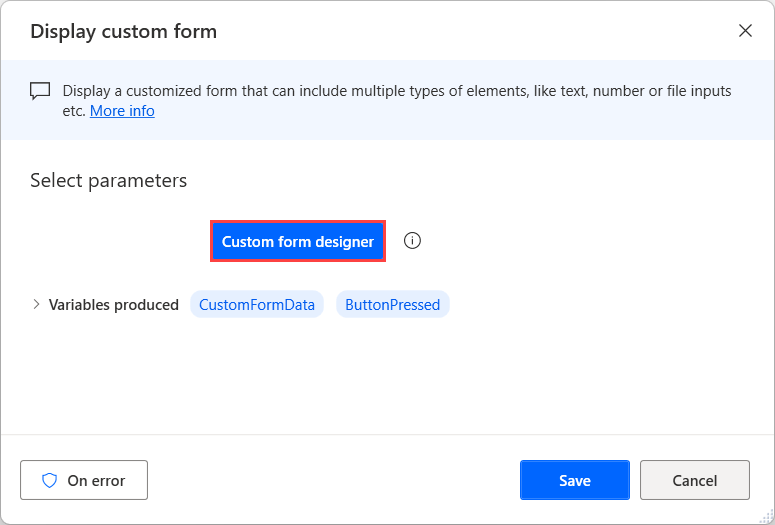 Display custom form
Display a customized form that can include multiple types of elements, like text, number or file inputs
etc. More info
Select parameters
Custom form designer
Variables produced CustomFormData ButtonPressed
On error Save Cancel